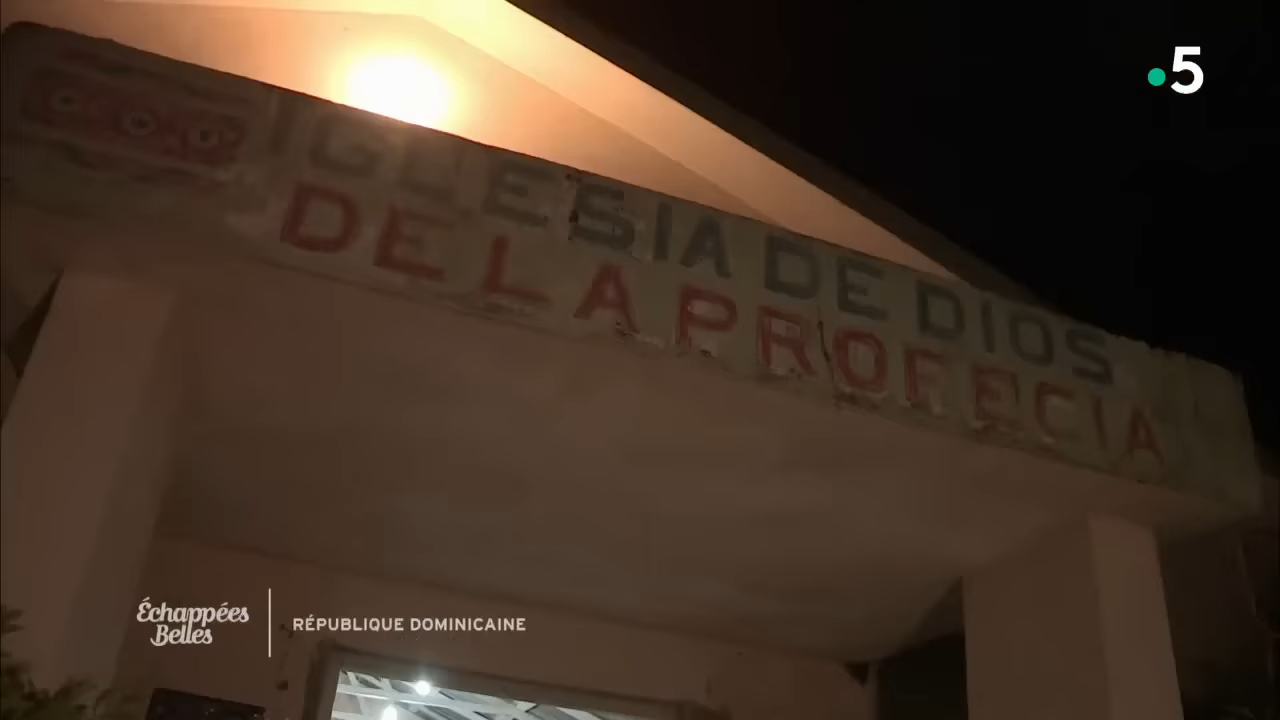 5
IGLESIA DE DIOS
DE LA PROFECIA
Échappées
Belles
RÉPUBLIQUE DOMINICAINE